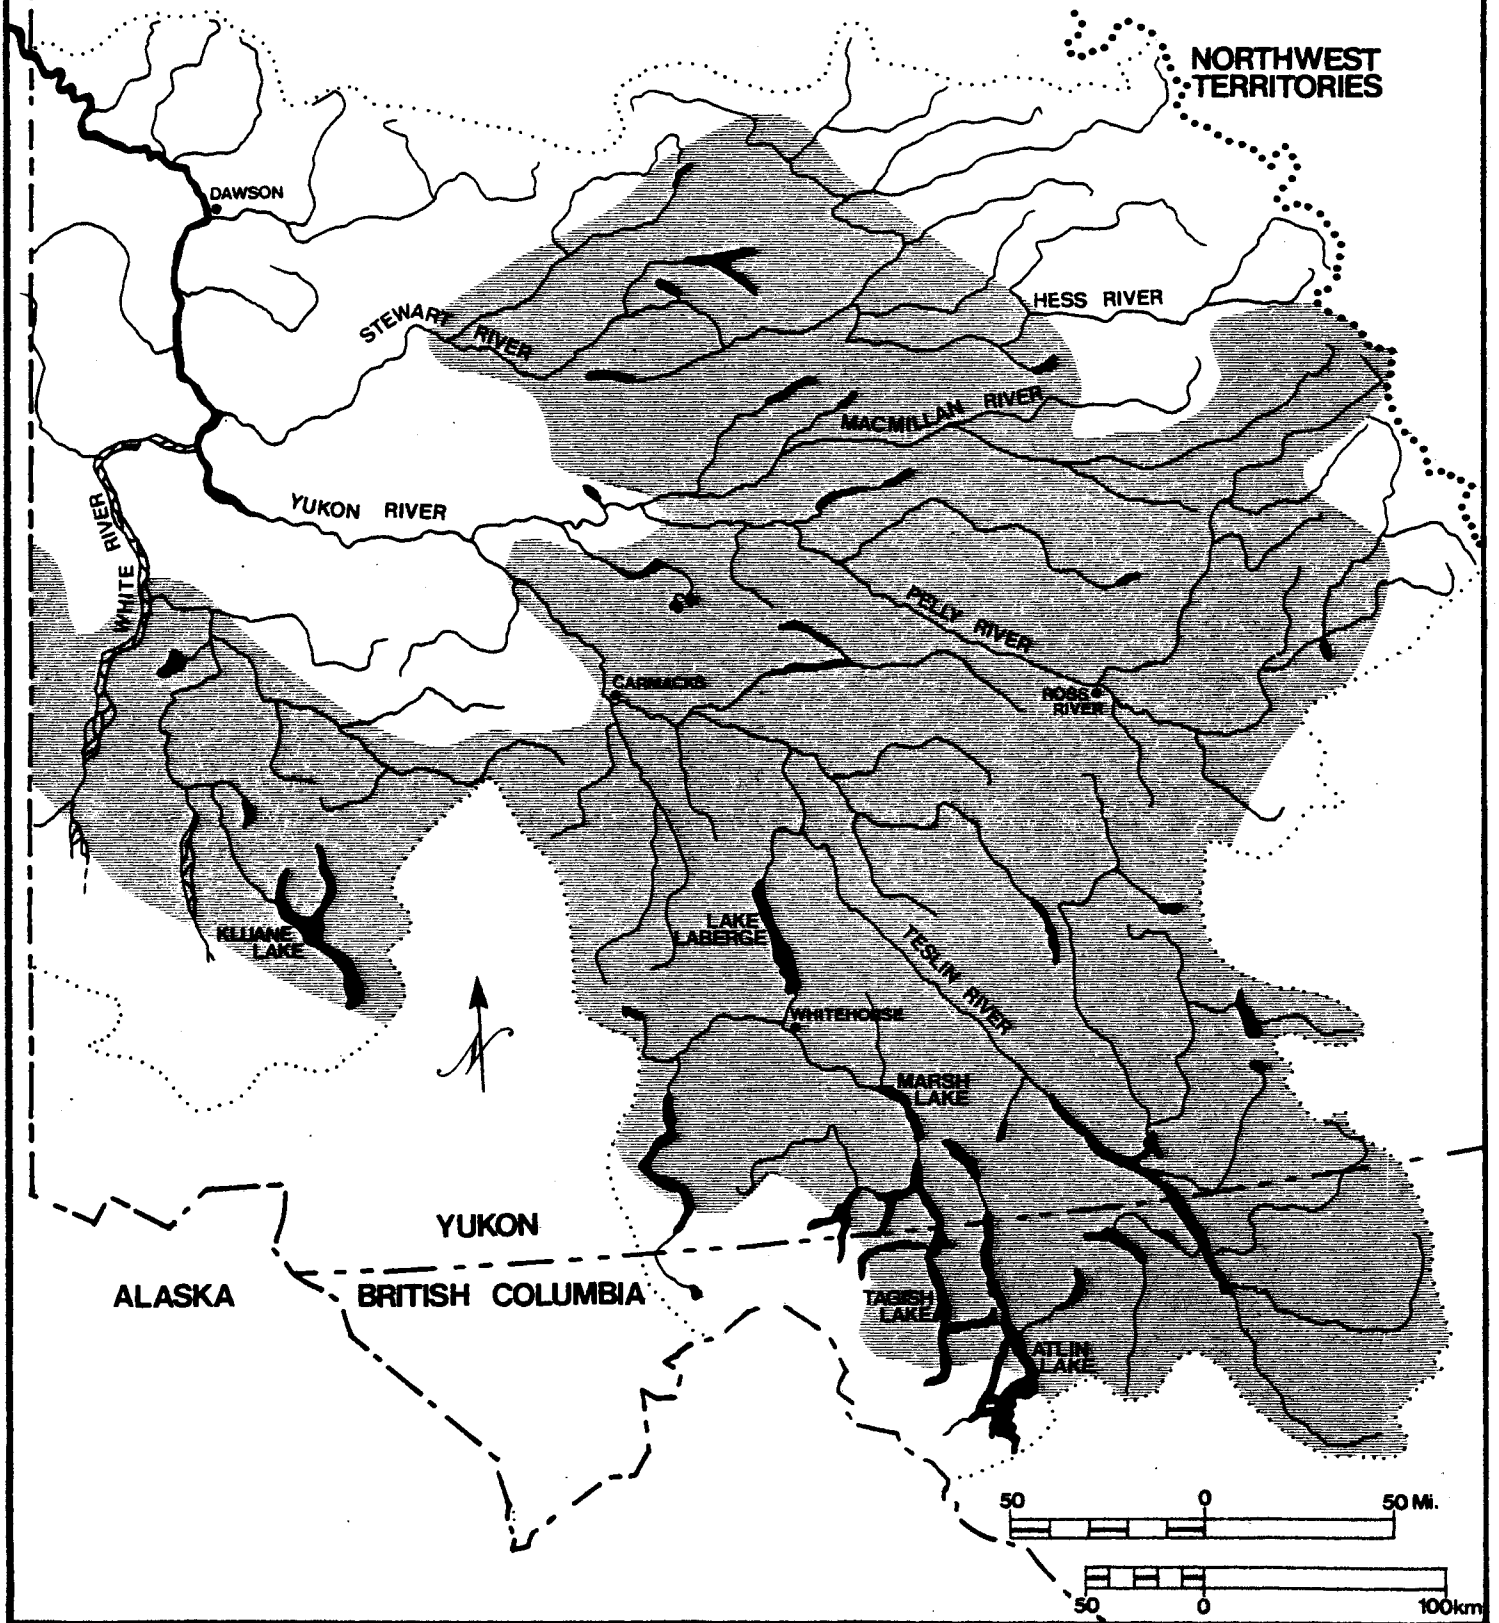 NORTHWEST
TERRITORIES
DAWSON
HESS RIVER
STEWART RIVER
MACMILLAN RIVER
YUKON RIVER
WHITE RIVER
PELLY RIVER
CARMACKS
ROSS
RIVER
LAKE
LABERGE
KLUANE
LAKE
TESLIN RIVER
WHITEHORSE
MARSH
LAKE
YUKON
ALASKA
BRITISH COLUMBIA
TAGISH
LAKE
ATLIN
LAKE
50 0 50 Mi.
50 0 100km